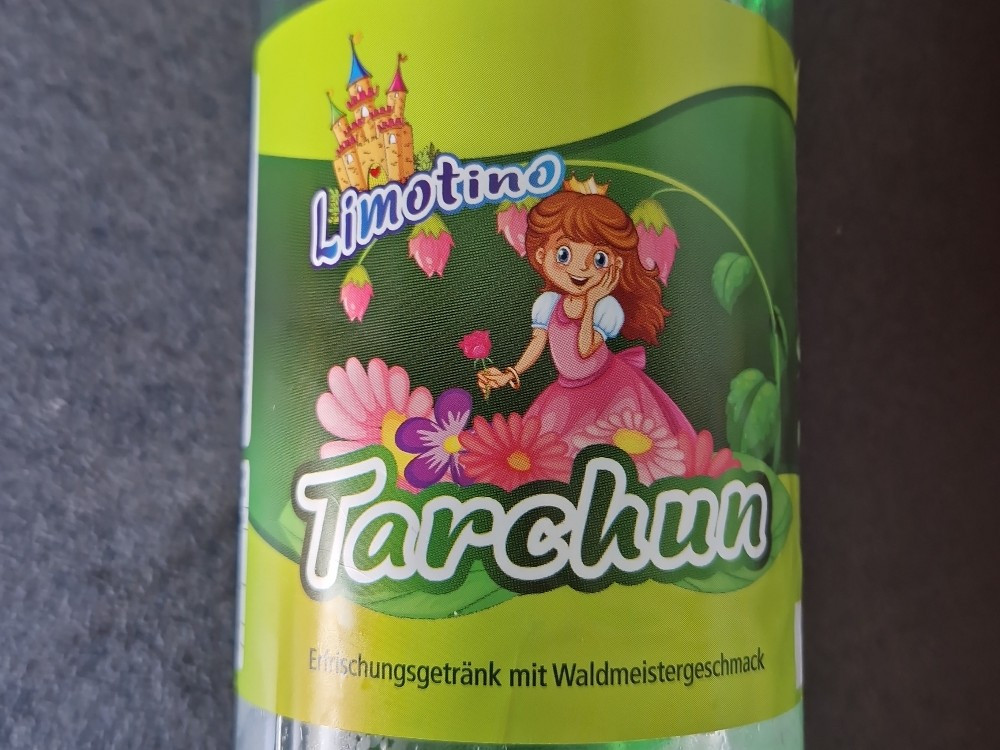 Limotino
Tarchun
Erfrischungsgetränk mit Waldmeistergeschmack